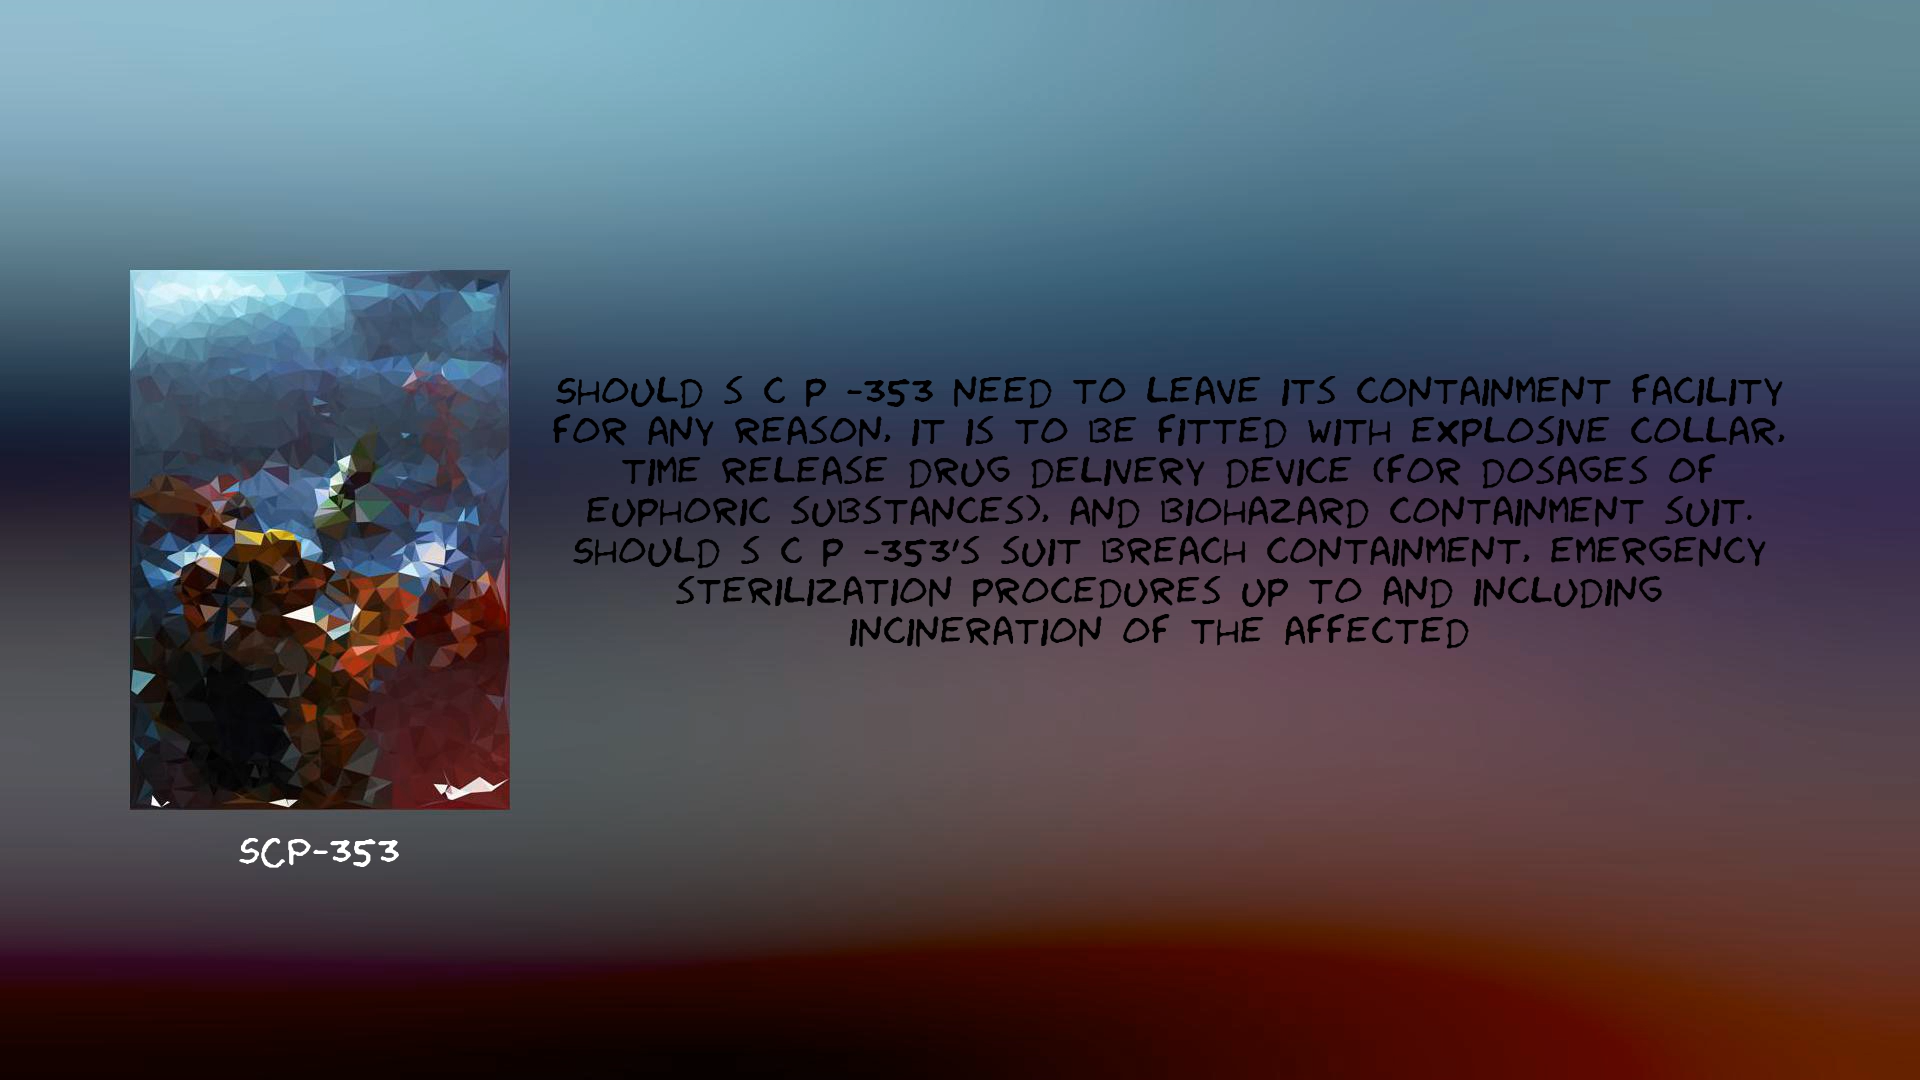 SHOULD S C P -353 NEED TO LEAVE ITS CONTAINMENT FACILITY
FOR ANY REASON, IT IS TO BE FITTED WITH EXPLOSIVE COLLAR,
TIME RELEASE DRUG DELIVERY DEVICE (FOR DOSAGES OF
EUPHORIC SUBSTANCES), AND BIOHAZARD CONTAINMENT SUIT.
SHOULD S C P -353'S SUIT BREACH CONTAINMENT, EMERGENCY
STERILIZATION PROCEDURES UP TO AND INCLUDING
INCINERATION OF THE AFFECTED
SCP-353